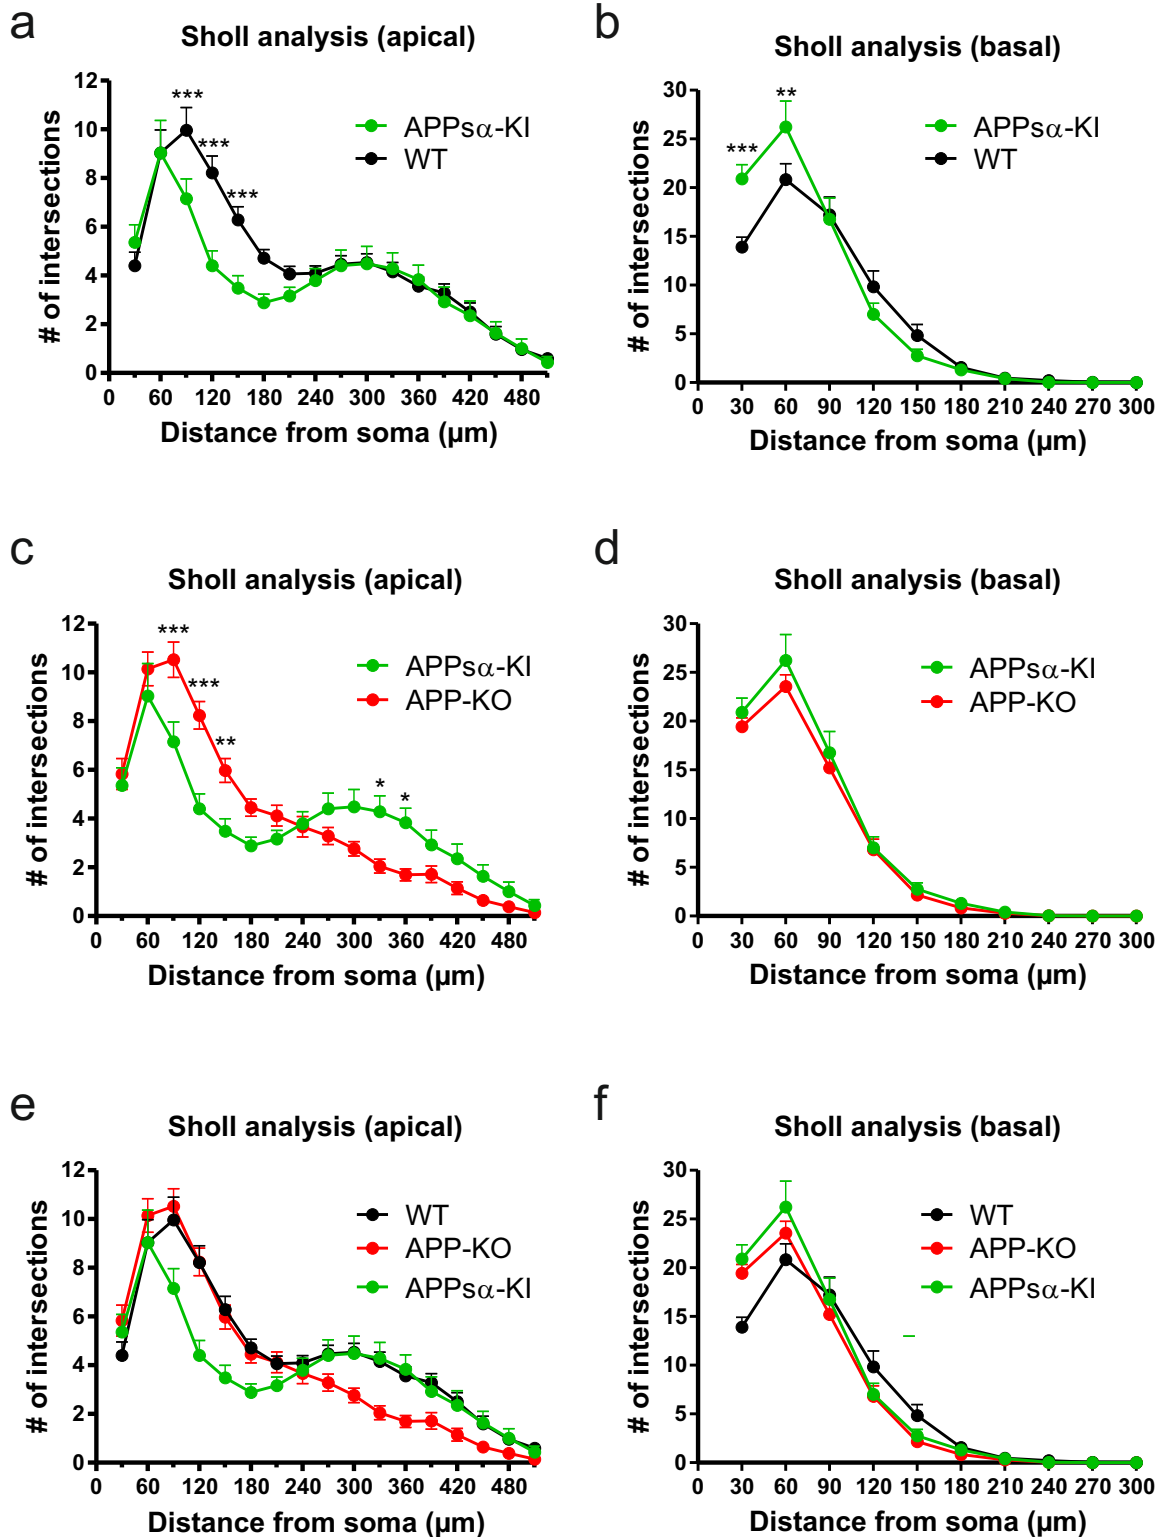 a
Sholl analysis (apical)
# of intersections
12
10
8
6
4
2
0
***
***
***
APPsα-KI
WT
0 60 120 180 240 300 360 420 480
Distance from soma (µm)
b
Sholl analysis (basal)
# of intersections
30
25
20
15
10
5
0
***
**
APPsα-KI
WT
0 30 60 90 120 150 180 210 240 270 300
Distance from soma (µm)
c
Sholl analysis (apical)
# of intersections
12
10
8
6
4
2
0
***
***
**
*
*
APPsα-KI
APP-KO
0 60 120 180 240 300 360 420 480
Distance from soma (µm)
d
Sholl analysis (basal)
# of intersections
30
25
20
15
10
5
0
APPsα-KI
APP-KO
0 30 60 90 120 150 180 210 240 270 300
Distance from soma (µm)
e
Sholl analysis (apical)
# of intersections
12
10
8
6
4
2
0
WT
APP-KO
APPsα-KI
0 60 120 180 240 300 360 420 480
Distance from soma (µm)
f
Sholl analysis (basal)
# of intersections
30
25
20
15
10
5
0
WT
APP-KO
APPsα-KI
0 30 60 90 120 150 180 210 240 270 300
Distance from soma (µm)